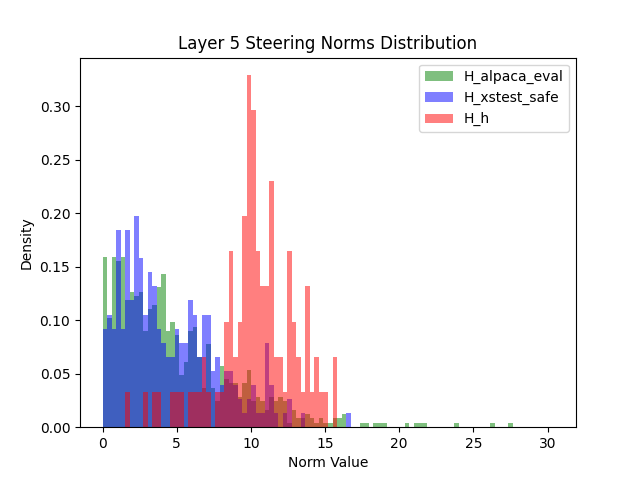 Layer 5 Steering Norms Distribution
H_alpaca_eval
H_xstest_safe
H_h
0.30
0.25
0.20
0.15
0.10
0.05
0.00
Density
0 5 10 15 20 25 30
Norm Value